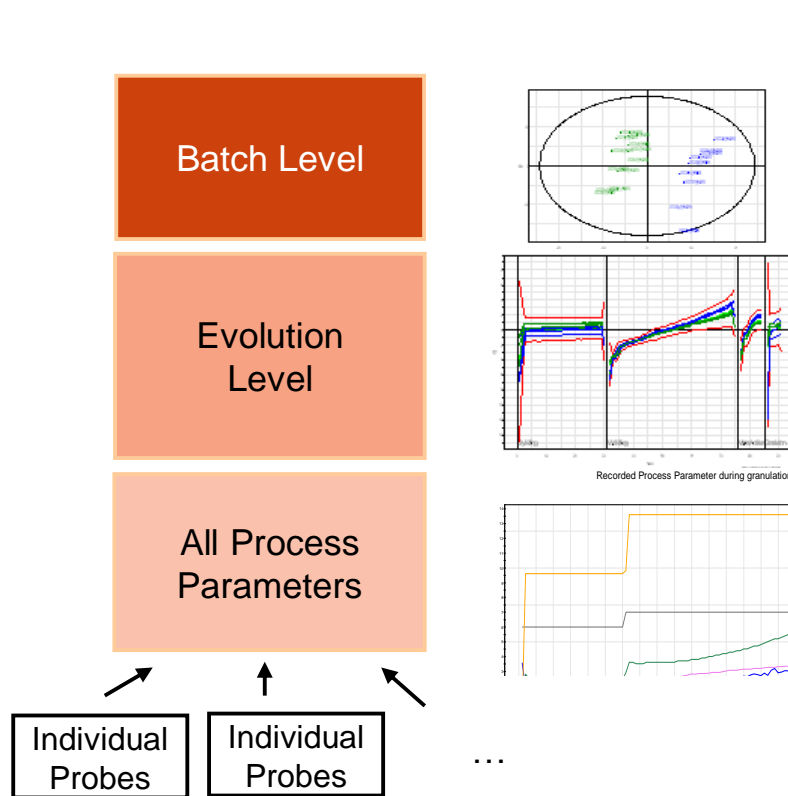 Batch Level
Evolution
Level
Recorded Process Parameter during granulation
All Process
Parameters
Individual
Probes
Individual
Probes
...